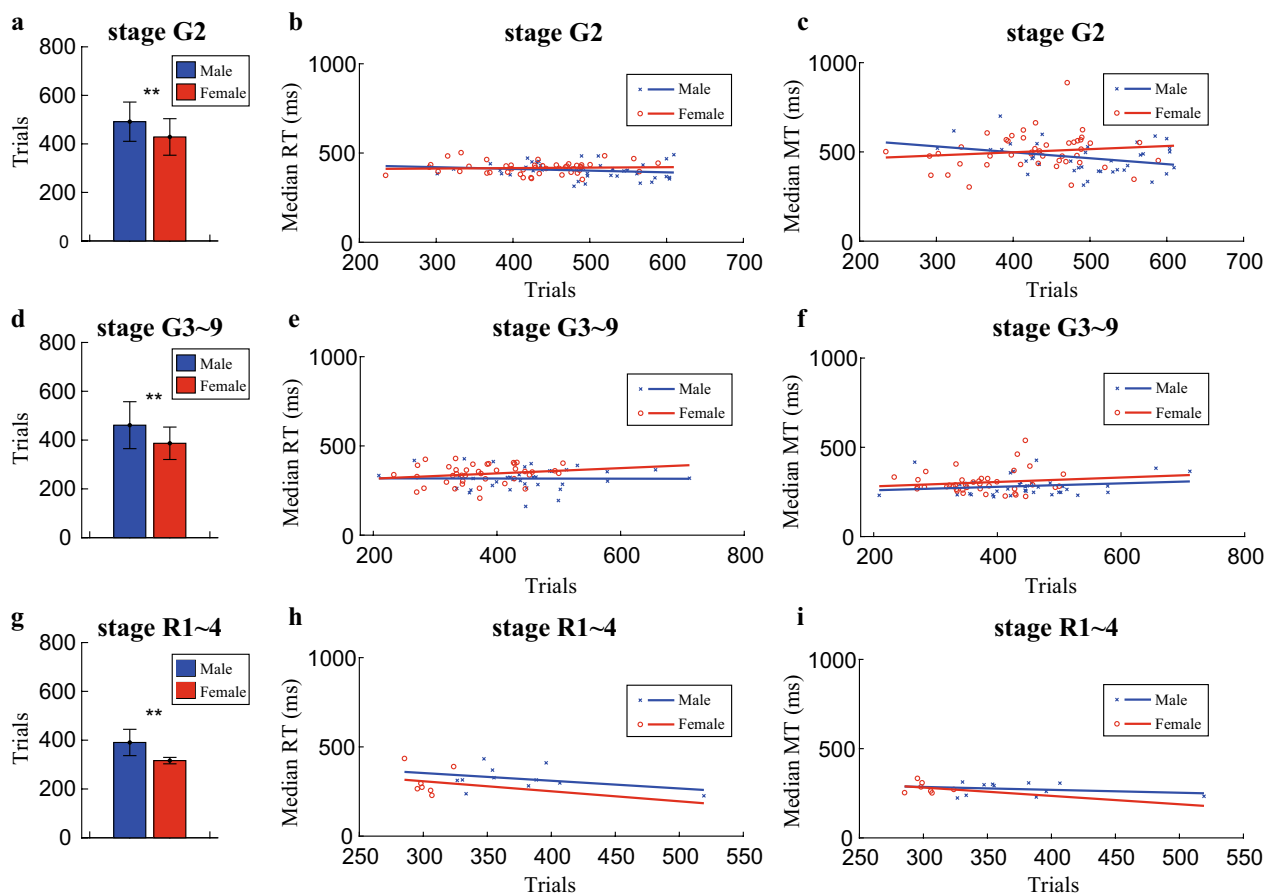 a
stage G2
800
600
400
200
0
Trials
Male
Female
**
b
stage G2
1000
500
0
Median RT (ms)
200 300 400 500 600 700
Trials
Male
Female
c
stage G2
1000
500
0
Median MT (ms)
200 300 400 500 600 700
Trials
Male
Female
d
stage G3~9
800
600
400
200
0
Trials
Male
Female
**
e
stage G3~9
1000
500
0
Median RT (ms)
200 400 600 800
Trials
Male
Female
f
stage G3~9
1000
500
0
Median MT (ms)
200 400 600 800
Trials
Male
Female
g
stage R1~4
800
600
400
200
0
Trials
Male
Female
**
h
stage R1~4
1000
500
0
Median RT (ms)
250 300 350 400 450 500 550
Trials
Male
Female
i
stage R1~4
1000
500
0
Median MT (ms)
250 300 350 400 450 500 550
Trials
Male
Female